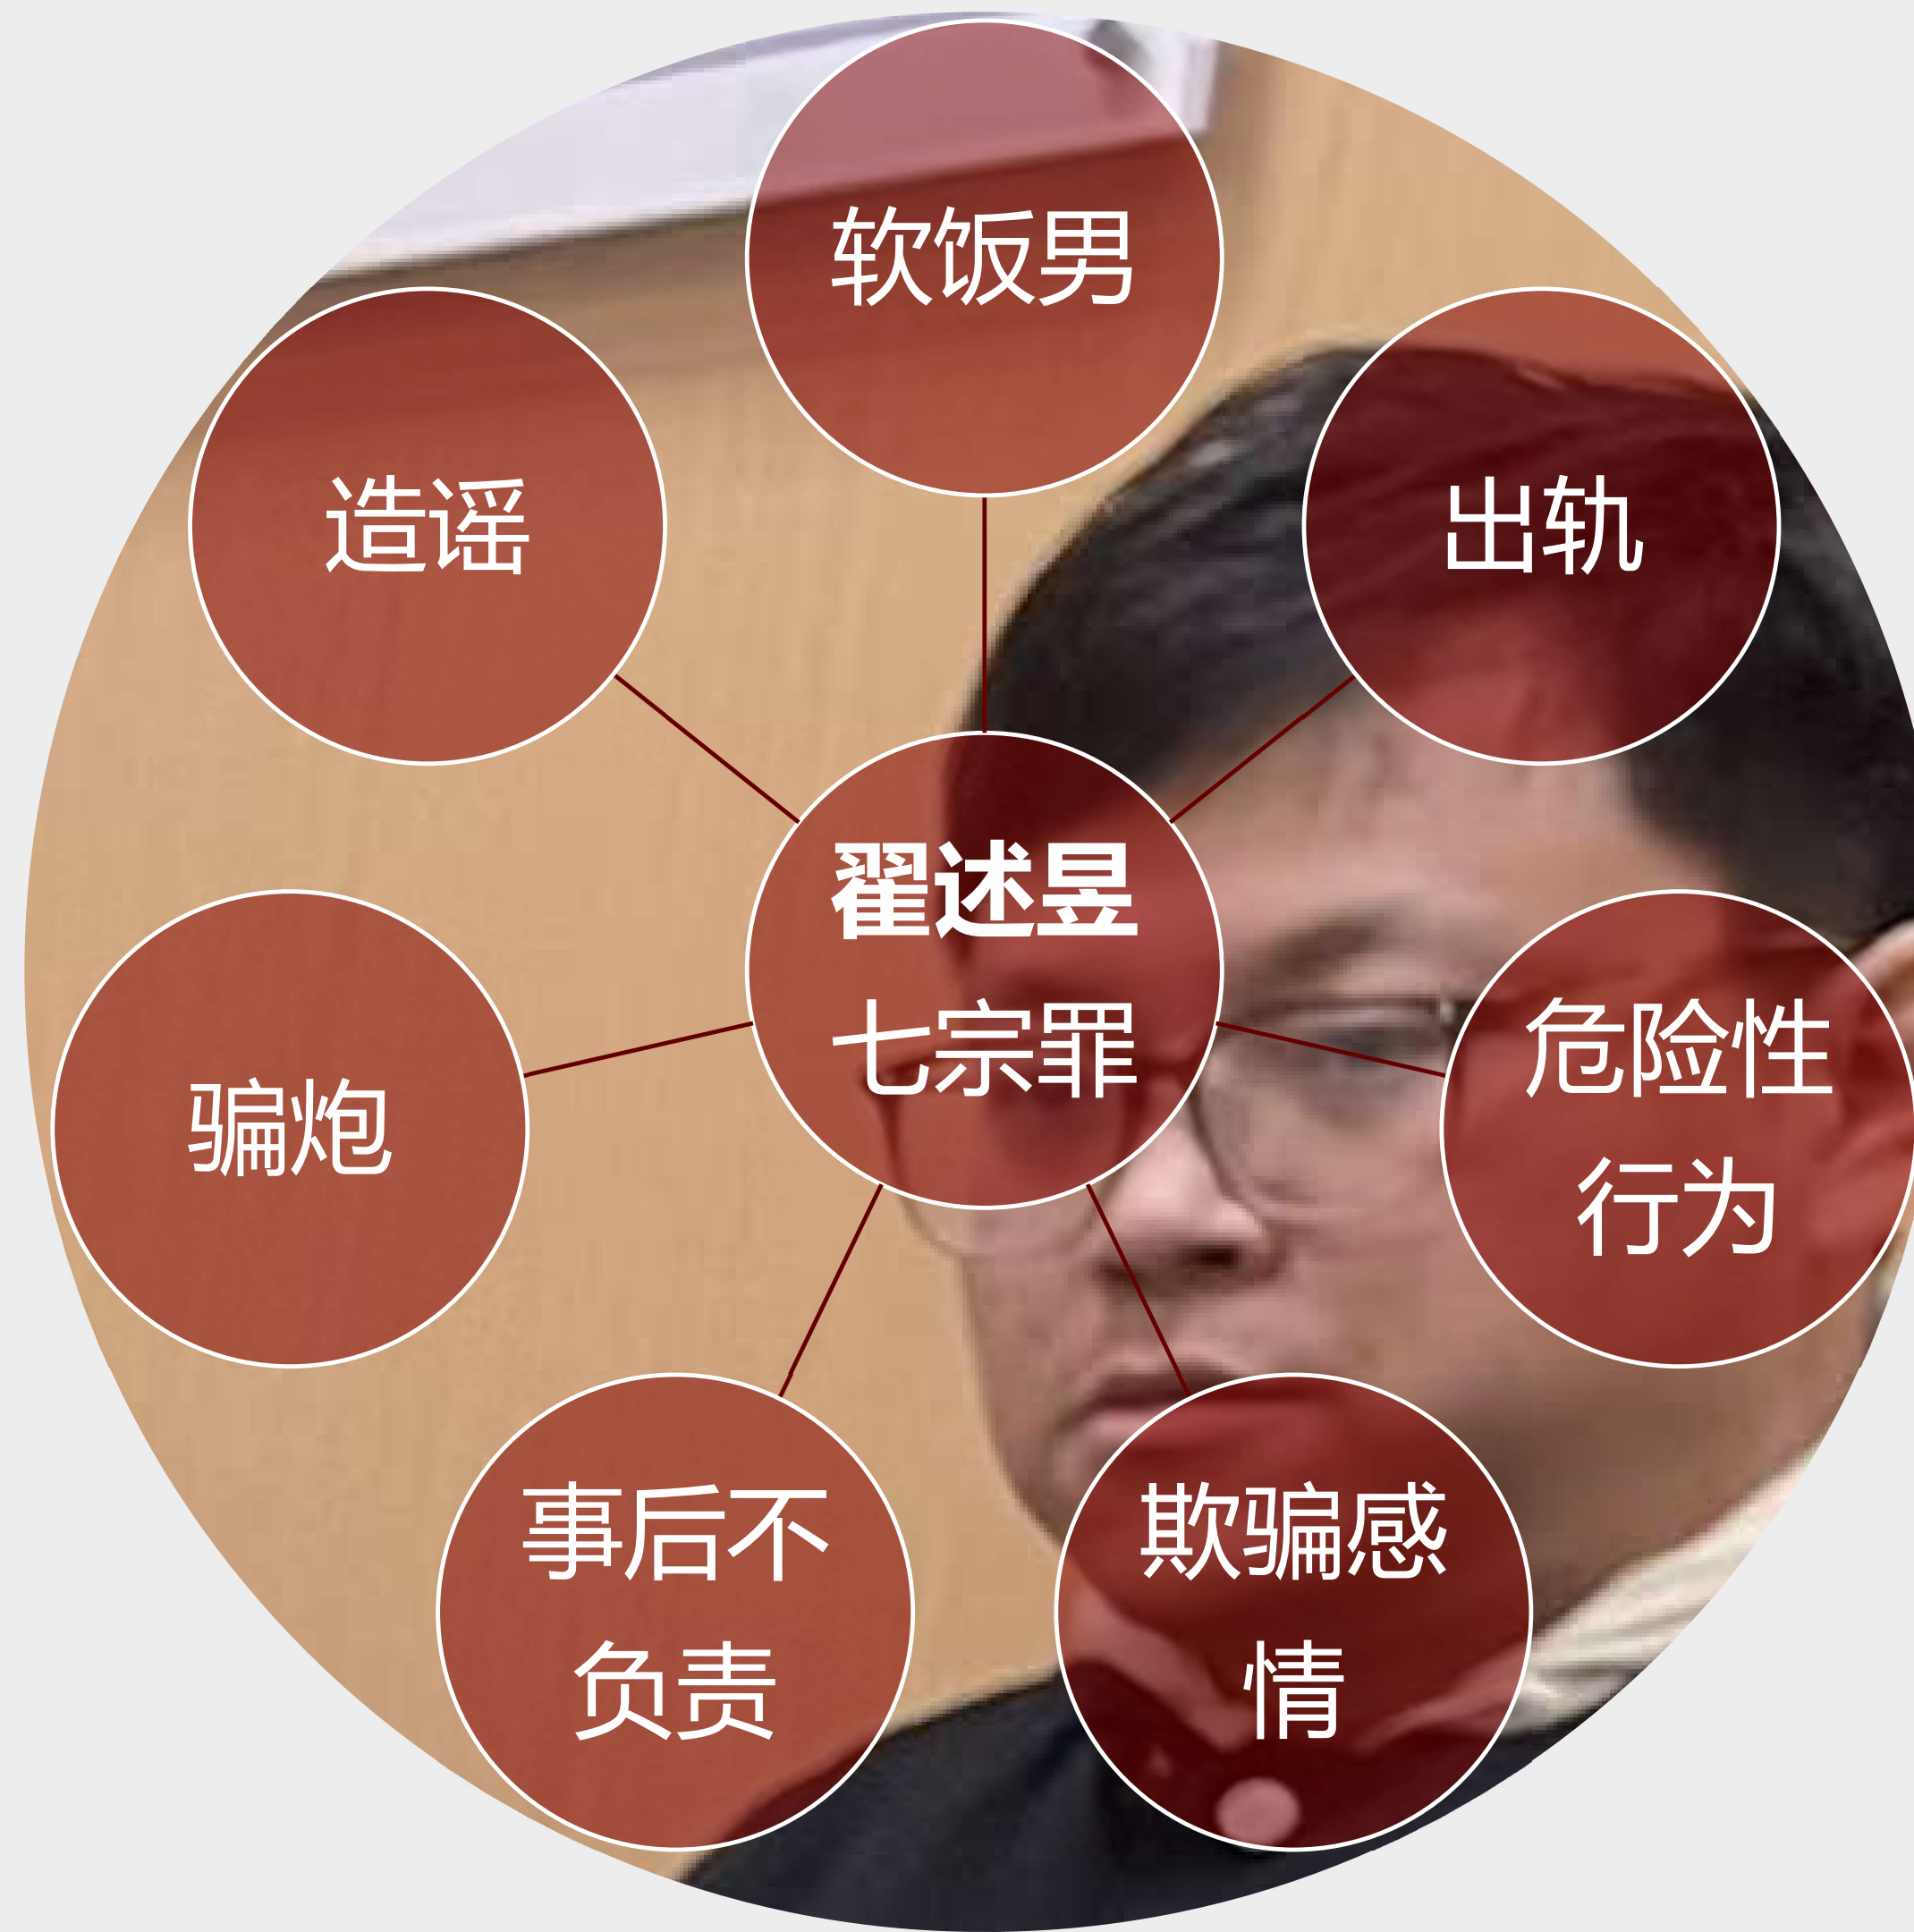 软饭男
出轨
危险性
行为
欺骗感
情
事后不
负责
骗炮
造谣
翟述昱
七宗罪